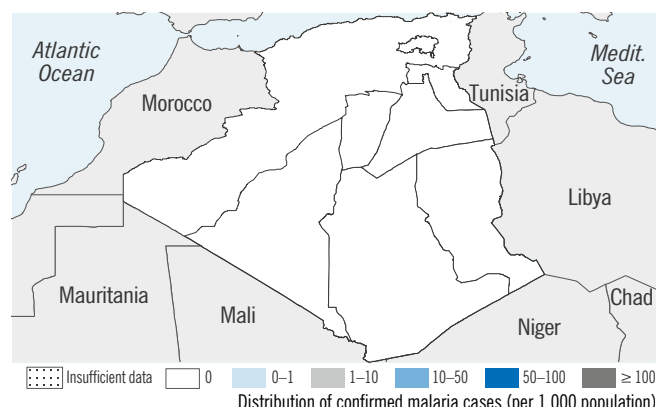 Atlantic
Ocean
Medit.
Sea
Morocco
Tunisia
Libya
Mauritania
Mali
Niger
Chad
Insufficient data 0 0–1 1–10 10–50 50–100 ≥ 100
Distribution of confirmed malaria cases (per 1 000 population)